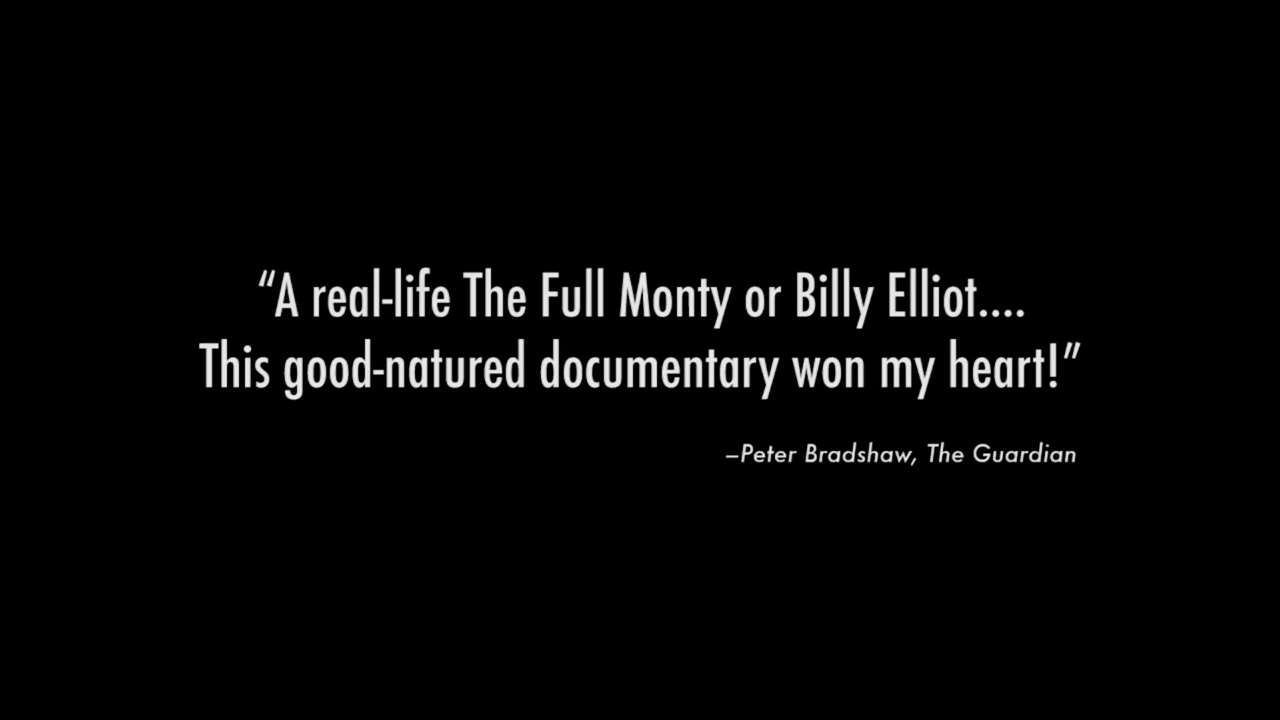 “A real-life The Full Monty or Billy Elliot....
This good-natured documentary won my heart!”
–Peter Bradshaw, The Guardian